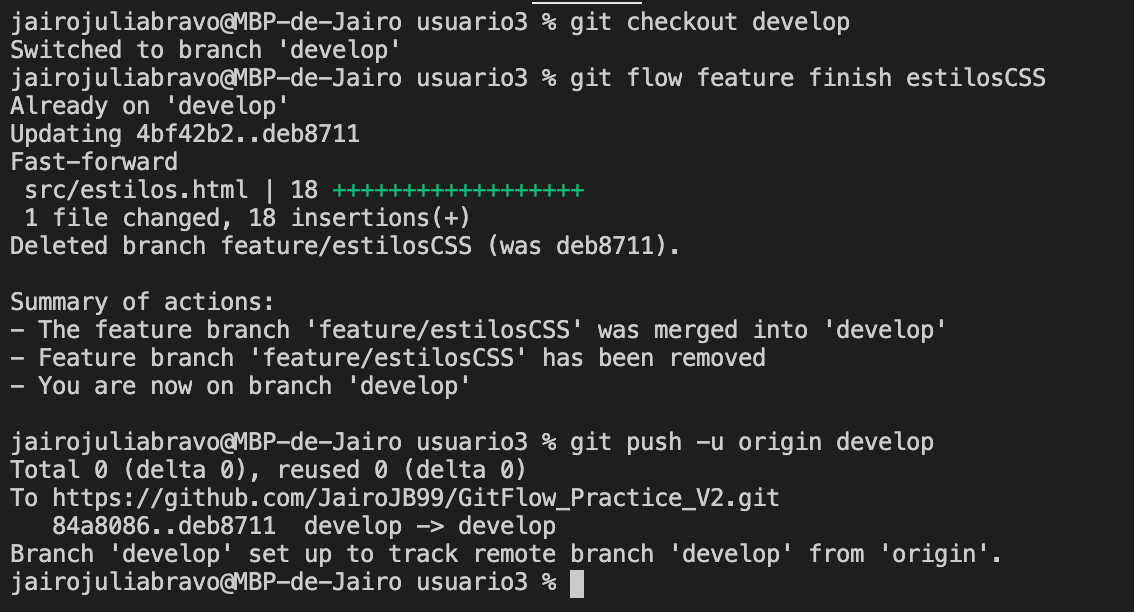 jairojuliabravo@MBP-de-Jairo usuario3 % git checkout develop
Switched to branch 'develop'
jairojuliabravo@MBP-de-Jairo usuario3 % git flow feature finish estilosCSS
Already on 'develop'
Updating 4bf42b2..deb8711
Fast-forward
 src/estilos.html | 18 ++++++++++++++++++
 1 file changed, 18 insertions(+)
Deleted branch feature/estilosCSS (was deb8711).

Summary of actions:
- The feature branch 'feature/estilosCSS' was merged into 'develop'
- Feature branch 'feature/estilosCSS' has been removed
- You are now on branch 'develop'

jairojuliabravo@MBP-de-Jairo usuario3 % git push -u origin develop
Total 0 (delta 0), reused 0 (delta 0)
To https://github.com/JairoJB99/GitFlow_Practice_V2.git
   84a8086..deb8711  develop -> develop
Branch 'develop' set up to track remote branch 'develop' from 'origin'.
jairojuliabravo@MBP-de-Jairo usuario3 %